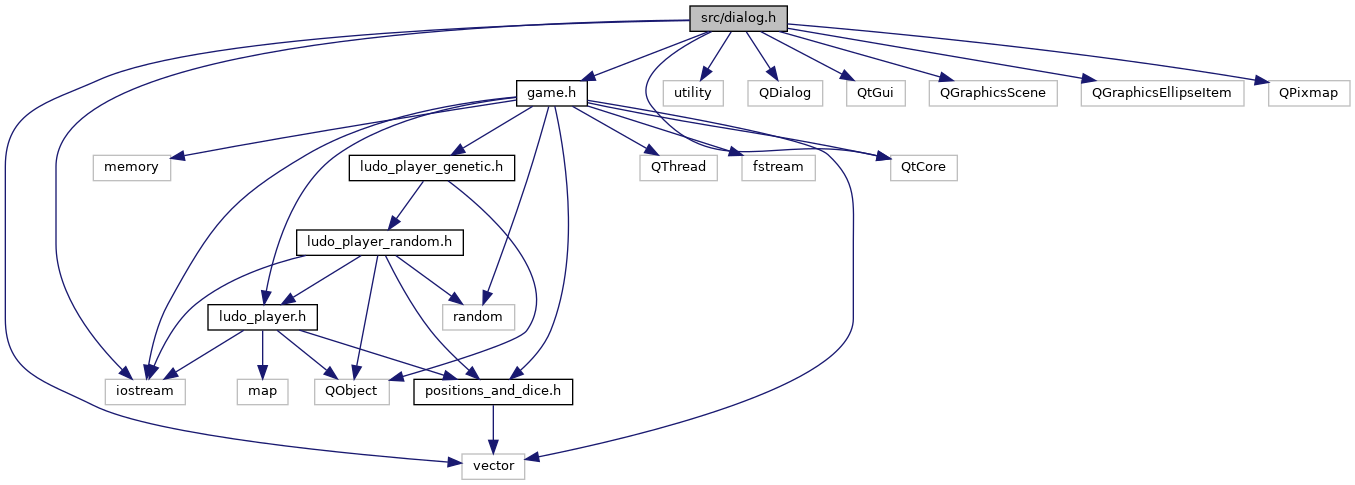 src/dialog.h
game.h
utility
QDialog
QtGui
QGraphicsScene
QGraphicsEllipseItem
QPixmap
memory
ludo_player_genetic.h
QThread
fstream
QtCore
ludo_player_random.h
ludo_player.h
random
iostream
map
QObject
positions_and_dice.h
vector